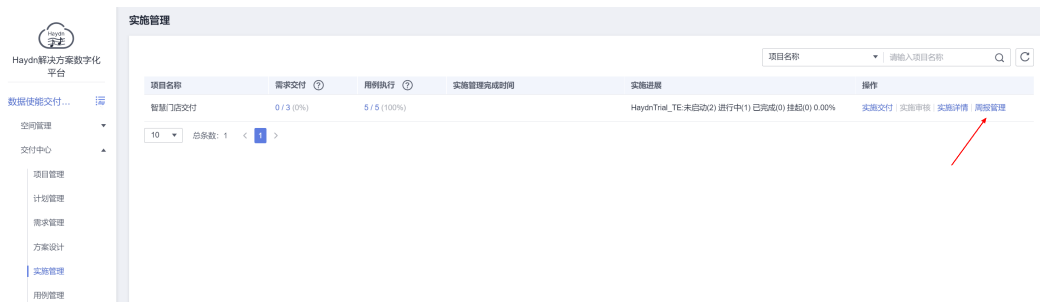 实施管理
Haydn
Haydn解决方案数字化
平台
数据使能交付...
空间管理
交付中心
项目管理
计划管理
需求管理
方案设计
实施管理
用例管理
项目名称
请输入项目名称
项目名称 需求交付 ? 用例执行 ? 实施管理完成时间 实施进展 操作
智慧门店交付 0 / 3 (0%) 5 / 5 (100%) HaydnTrial_TE:未启动(2) 进行中(1) 已完成(0) 挂起(0) 0.00% 实施交付 | 实施审核 | 实施详情 | 周报管理
10 总条数: 1 < 1 >